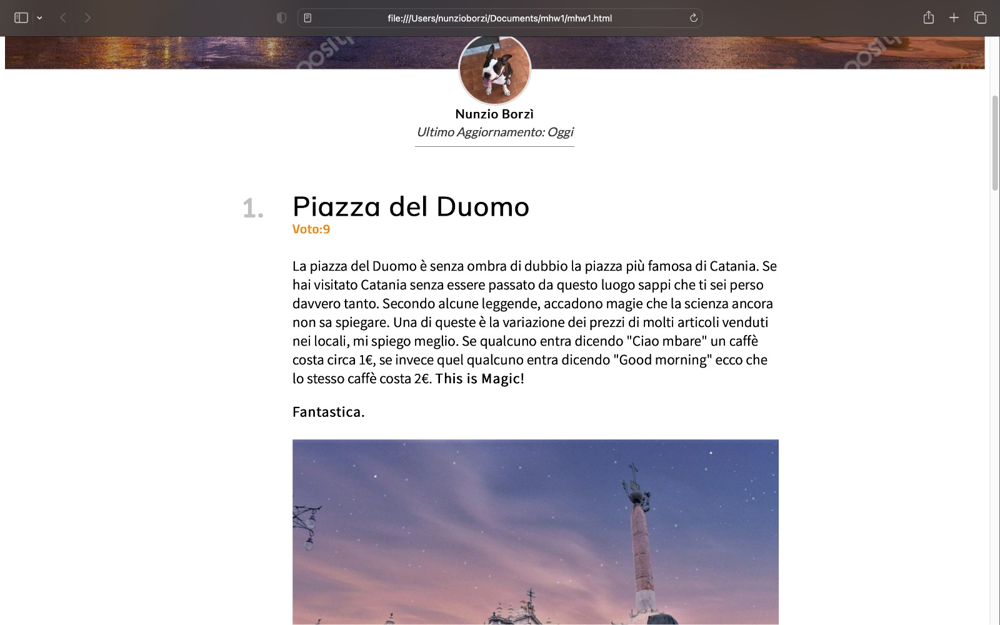 file:///Users/nunzioborzi/Documents/mhw1/mhw1.html
Nunzio Borzì
Ultimo Aggiornamento: Oggi
1. Piazza del Duomo
Voto:9
La piazza del Duomo è senza ombra di dubbio la piazza più famosa di Catania. Se
hai visitato Catania senza essere passato da questo luogo sappi che ti sei perso
davvero tanto. Secondo alcune leggende, accadono magie che la scienza ancora
non sa spiegare. Una di queste è la variazione dei prezzi di molti articoli venduti
nei locali, mi spiego meglio. Se qualcuno entra dicendo "Ciao mbare" un caffè
costa circa 1€, se invece quel qualcuno entra dicendo "Good morning" ecco che
lo stesso caffè costa 2€. This is Magic!
Fantastica.